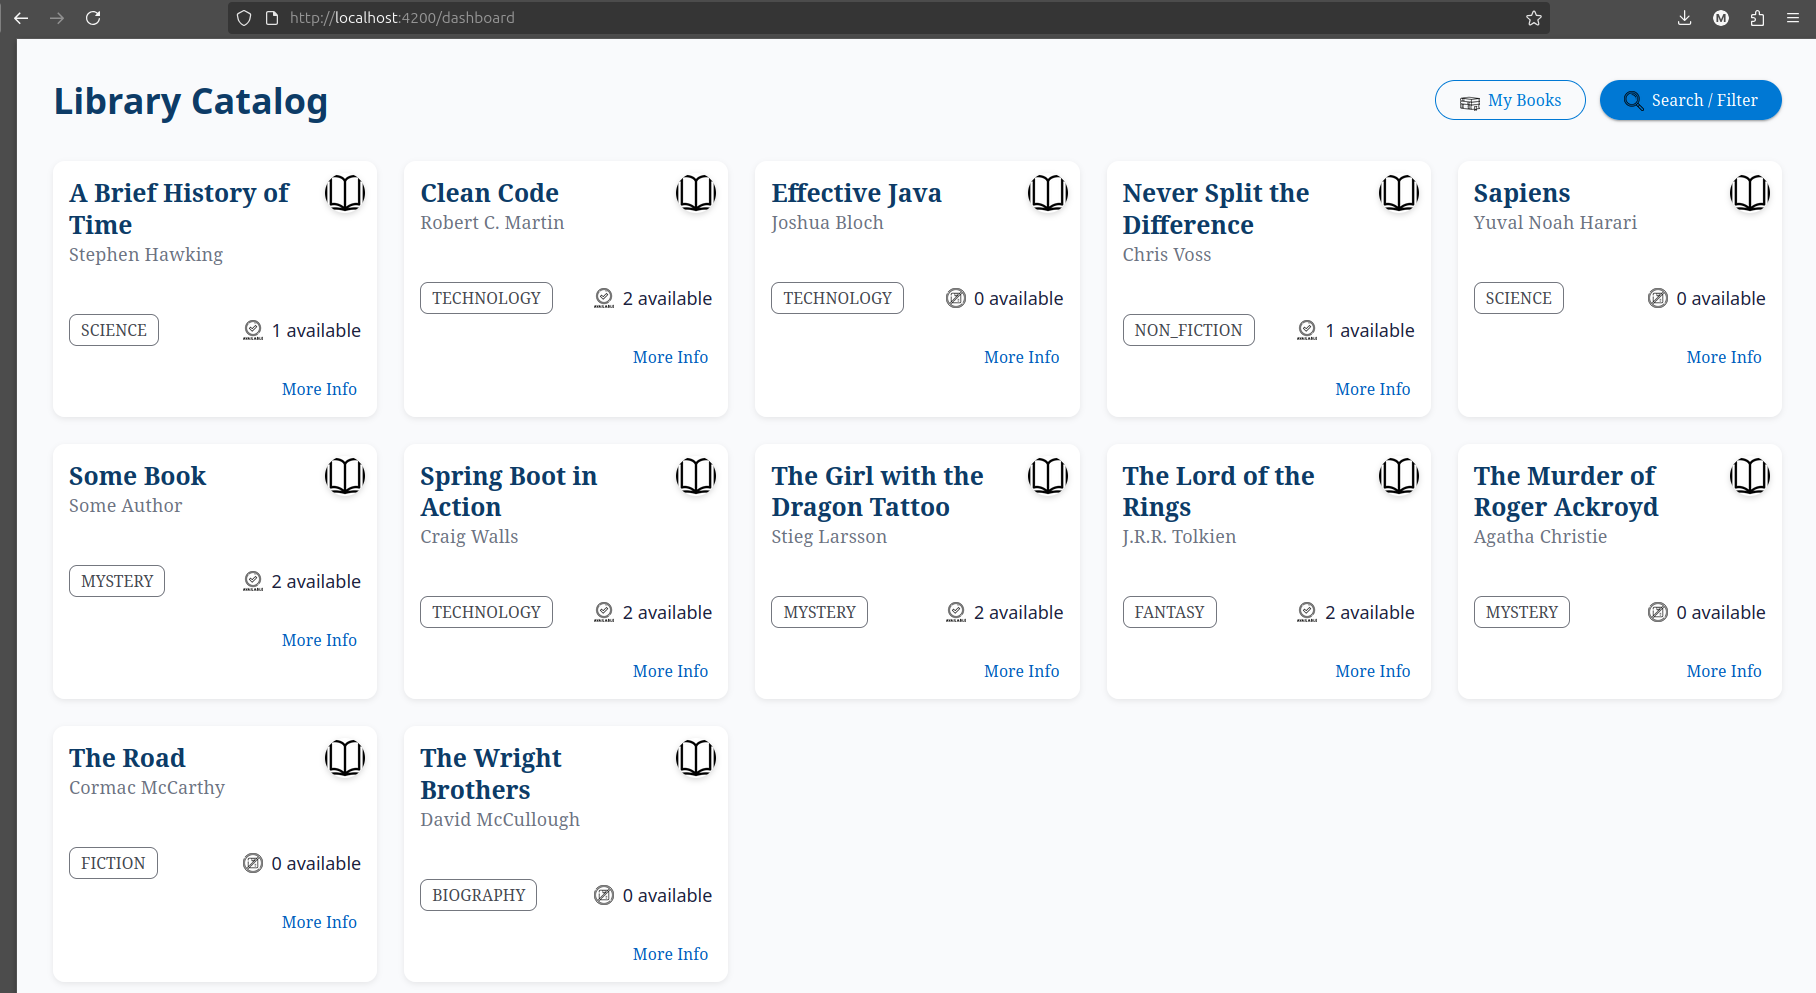 http://localhost:4200/dashboard
M
Library Catalog
My Books
Search / Filter
A Brief History of
Time
Stephen Hawking
SCIENCE
1 available
More Info
Clean Code
Robert C. Martin
TECHNOLOGY
2 available
More Info
Effective Java
Joshua Bloch
TECHNOLOGY
0 available
More Info
Never Split the
Difference
Chris Voss
NON_FICTION
1 available
More Info
Sapiens
Yuval Noah Harari
SCIENCE
0 available
More Info
Some Book
Some Author
MYSTERY
2 available
More Info
Spring Boot in
Action
Craig Walls
TECHNOLOGY
2 available
More Info
The Girl with the
Dragon Tattoo
Stieg Larsson
MYSTERY
2 available
More Info
The Lord of the
Rings
J.R.R. Tolkien
FANTASY
2 available
More Info
The Murder of
Roger Ackroyd
Agatha Christie
MYSTERY
0 available
More Info
The Road
Cormac McCarthy
FICTION
0 available
More Info
The Wright
Brothers
David McCullough
BIOGRAPHY
0 available
More Info